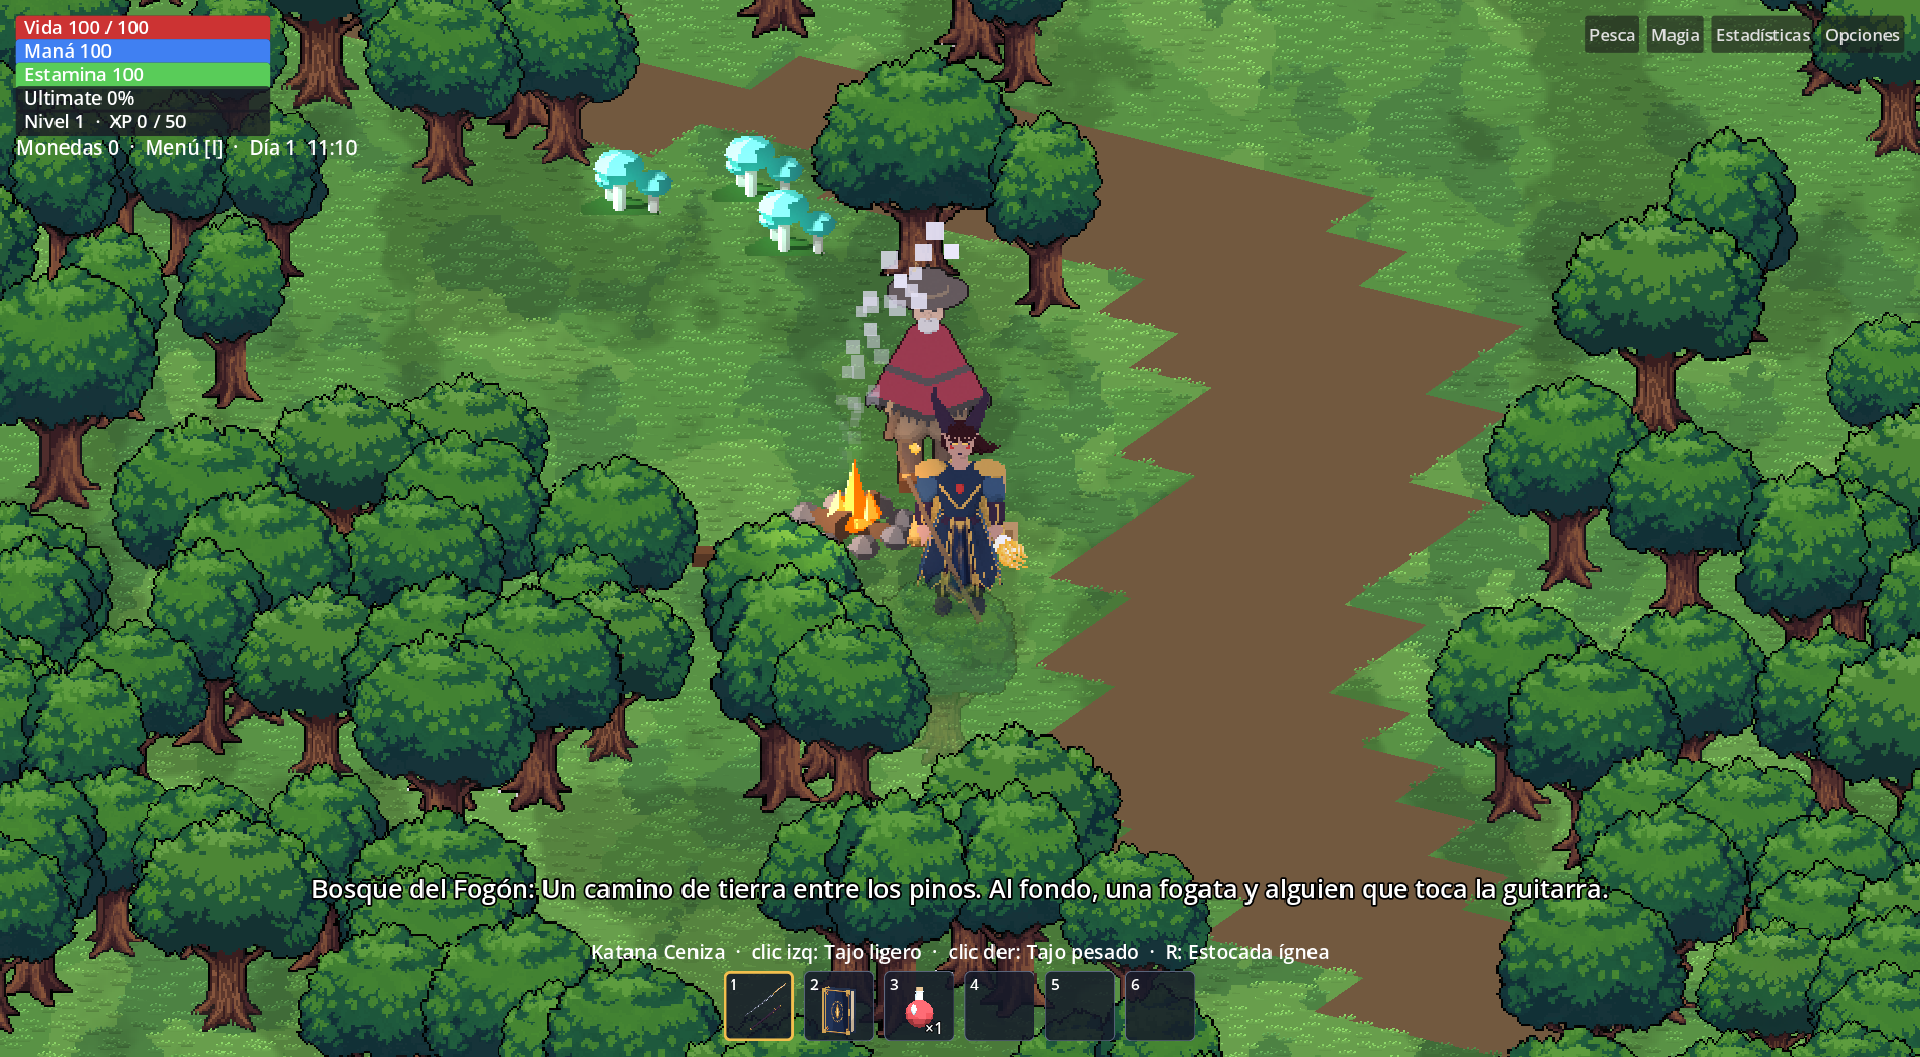 Vida 100 / 100
Maná 100
Estamina 100
Ultimate 0%
Nivel 1 · XP 0 / 50
Monedas 0 · Menú [I] · Día 1 11:10
Pesca Magia Estadísticas Opciones
Bosque del Fogón: Un camino de tierra entre los pinos. Al fondo, una fogata y alguien que toca la guitarra.
Katana Ceniza · clic izq: Tajo ligero · clic der: Tajo pesado · R: Estocada ígnea
1 2 3 4 5 6
×1